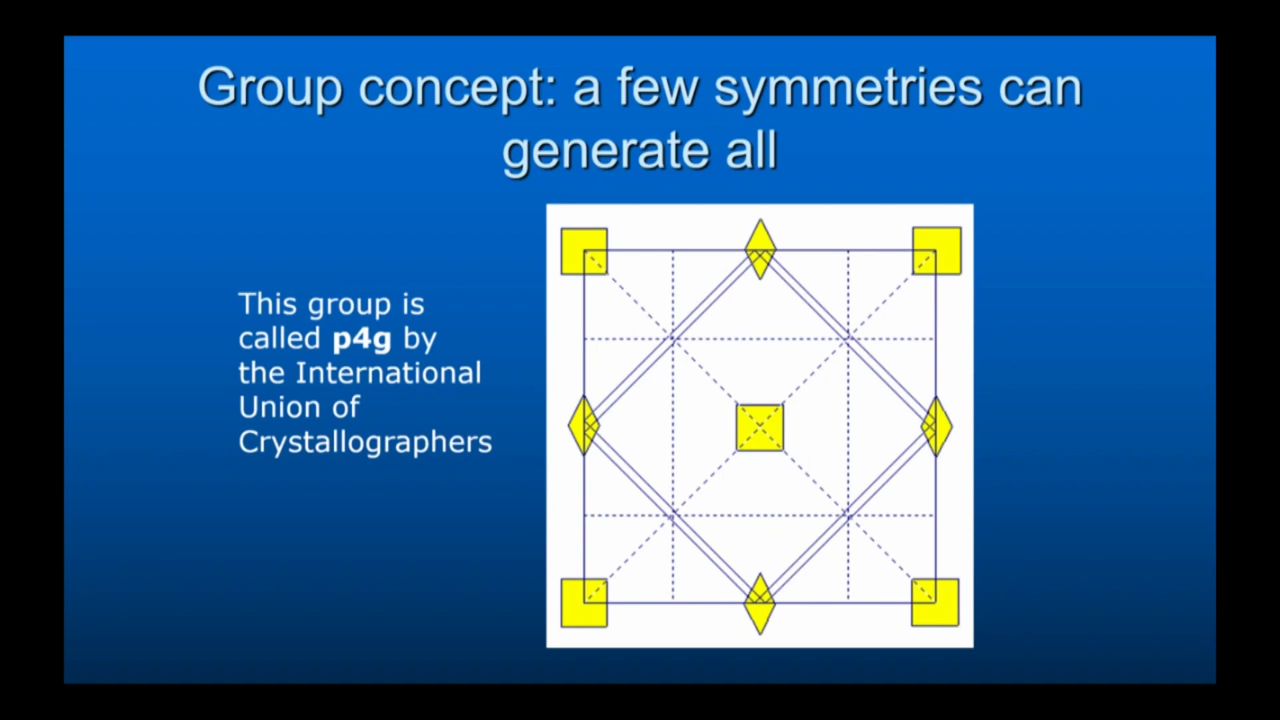 Group concept: a few symmetries can
generate all
This group is
called p4g by
the International
Union of
Crystallographers